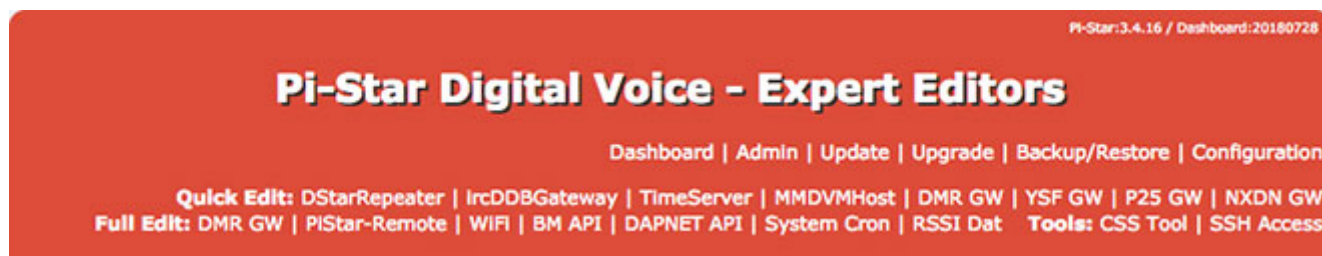 Pi-Star:3.4.16 / Dashboard:20180728
Pi-Star Digital Voice - Expert Editors
Dashboard | Admin | Update | Upgrade | Backup/Restore | Configuration
Quick Edit: DStarRepeater | ircDDBGateway | TimeServer | MMDVMHost | DMR GW | YSF GW | P25 GW | NXDN GW
Full Edit: DMR GW | PiStar-Remote | WiFi | BM API | DAPNET API | System Cron | RSSI Dat Tools: CSS Tool | SSH Access